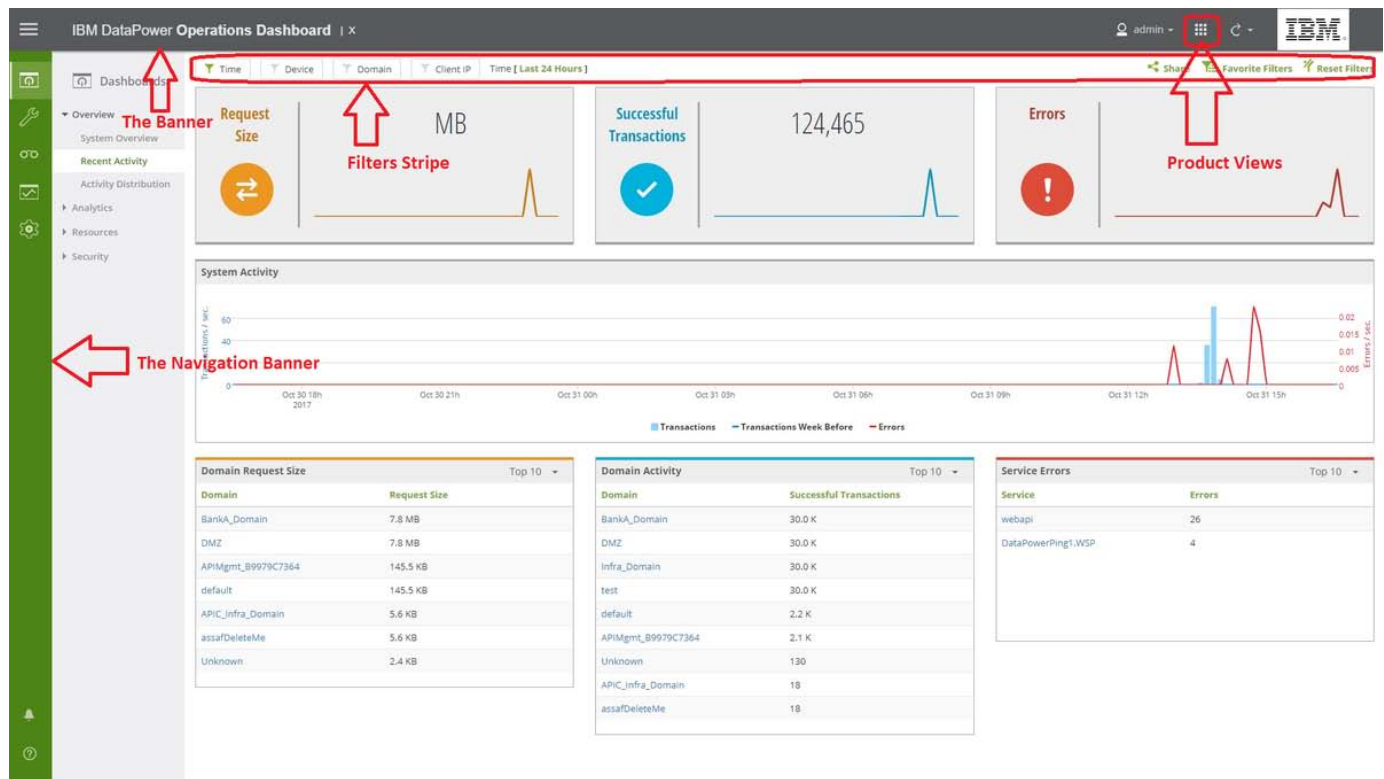 IBM DataPower Operations Dashboard | X
admin
IBM
Dashboards
Time
Device
Domain
Client IP
Time [ Last 24 Hours ]
Share
Favorite Filters
Reset Filters
The Banner
Filters Stripe
Product Views
The Navigation Banner
Overview
System Overview
Recent Activity
Activity Distribution
Analytics
Resources
Security
Request
Size
MB
Successful
Transactions
124,465
Errors
System Activity
Transactions / sec.
60
40
0
0.02
0.015
0.01
0.005
0
Errors / sec.
Oct 30 18h
2017
Oct 30 21h
Oct 31 00h
Oct 31 03h
Oct 31 06h
Oct 31 09h
Oct 31 12h
Oct 31 15h
Transactions
Transactions Week Before
Errors
Domain Request Size
Top 10
Domain Request Size
BankA_Domain 7.8 MB
DMZ 7.8 MB
APIMgmt_B9979C7364 145.5 KB
default 145.5 KB
APIC_Infra_Domain 5.6 KB
assafDeleteMe 5.6 KB
Unknown 2.4 KB
Domain Activity
Top 10
Domain Successful Transactions
BankA_Domain 30.0 K
DMZ 30.0 K
Infra_Domain 30.0 K
test 30.0 K
default 2.2 K
APIMgmt_B9979C7364 2.1 K
Unknown 130
APIC_Infra_Domain 18
assafDeleteMe 18
Service Errors
Top 10
Service Errors
webapi 26
DataPowerPing1.WSP 4